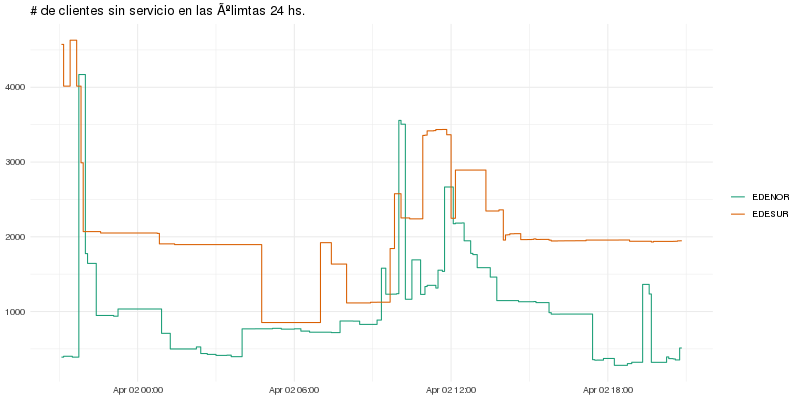 # de clientes sin servicio en las Ãºlimtas 24 hs.
4000
3000
2000
1000
Apr 02 00:00
Apr 02 06:00
Apr 02 12:00
Apr 02 18:00
EDENOR
EDESUR